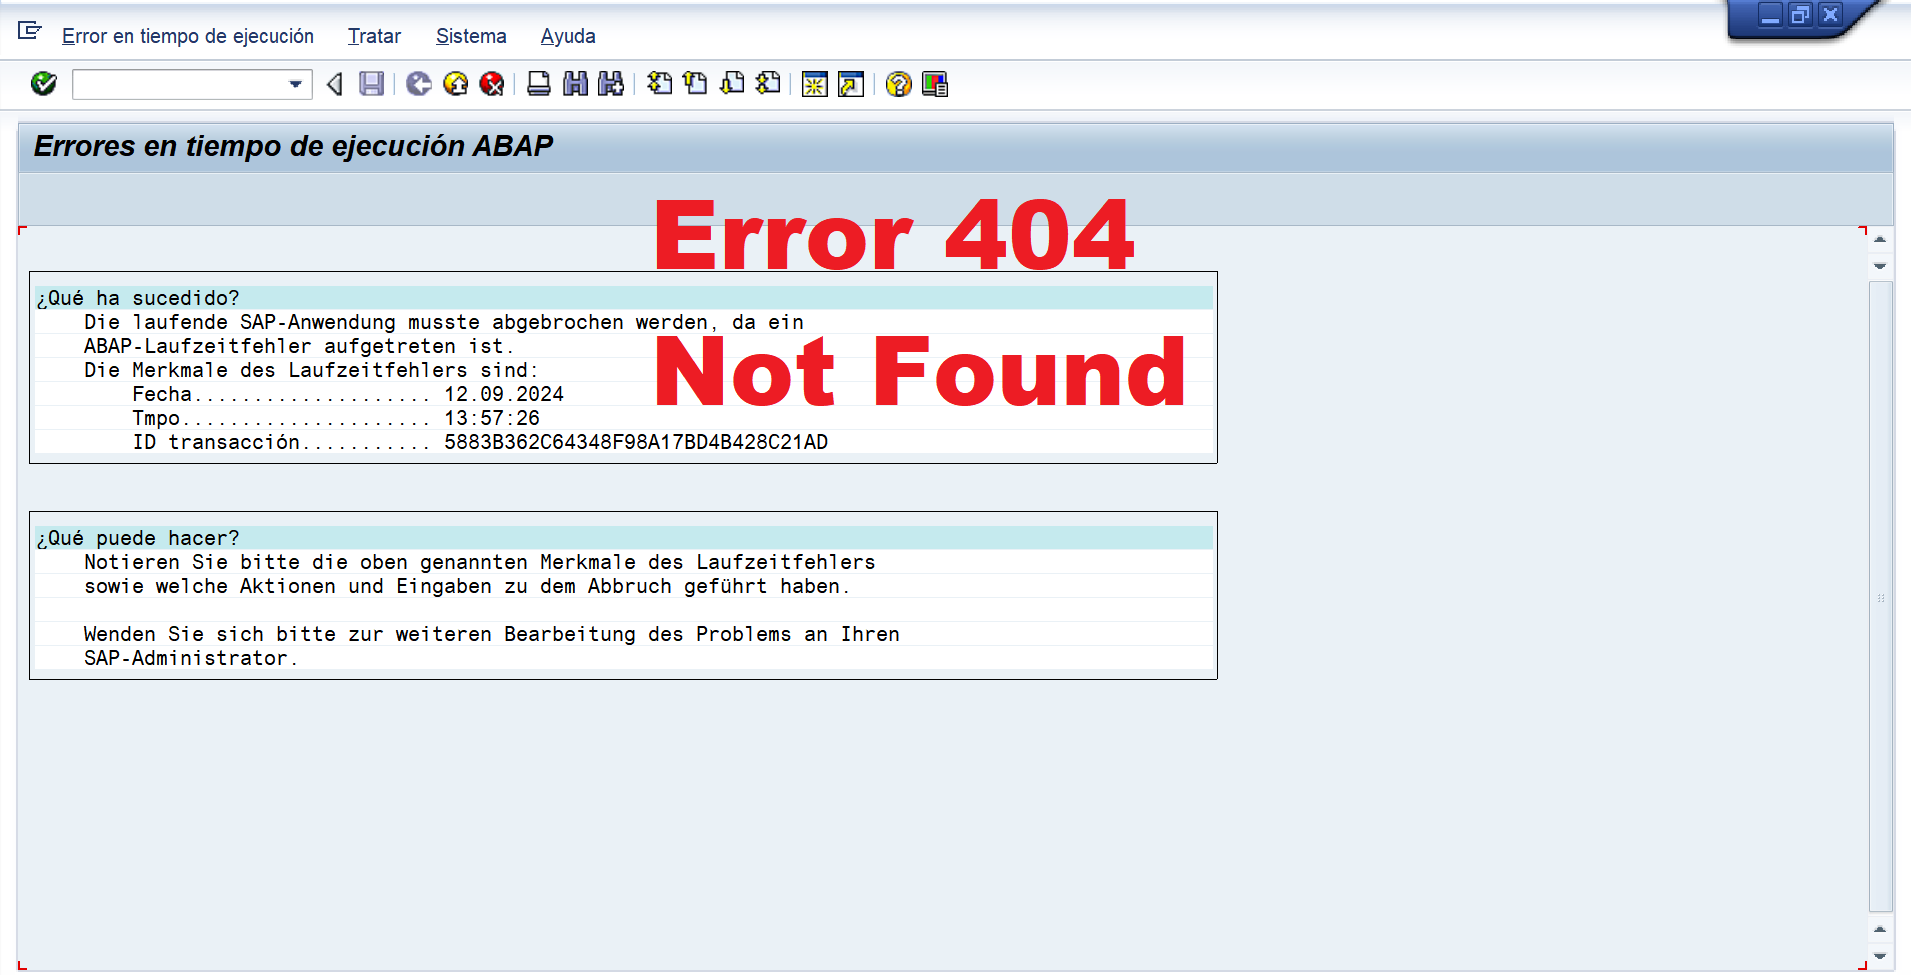 Error en tiempo de ejecución Tratar Sistema Ayuda
Errores en tiempo de ejecución ABAP
Error 404
Not Found
¿Qué ha sucedido?
Die laufende SAP-Anwendung musste abgebrochen werden, da ein
ABAP-Laufzeitfehler aufgetreten ist.
Die Merkmale des Laufzeitfehlers sind:
Fecha.................... 12.09.2024
Tmpo..................... 13:57:26
ID transacción........... 5883B362C64348F98A17BD4B428C21AD
¿Qué puede hacer?
Notieren Sie bitte die oben genannten Merkmale des Laufzeitfehlers
sowie welche Aktionen und Eingaben zu dem Abbruch geführt haben.
Wenden Sie sich bitte zur weiteren Bearbeitung des Problems an Ihren
SAP-Administrator.